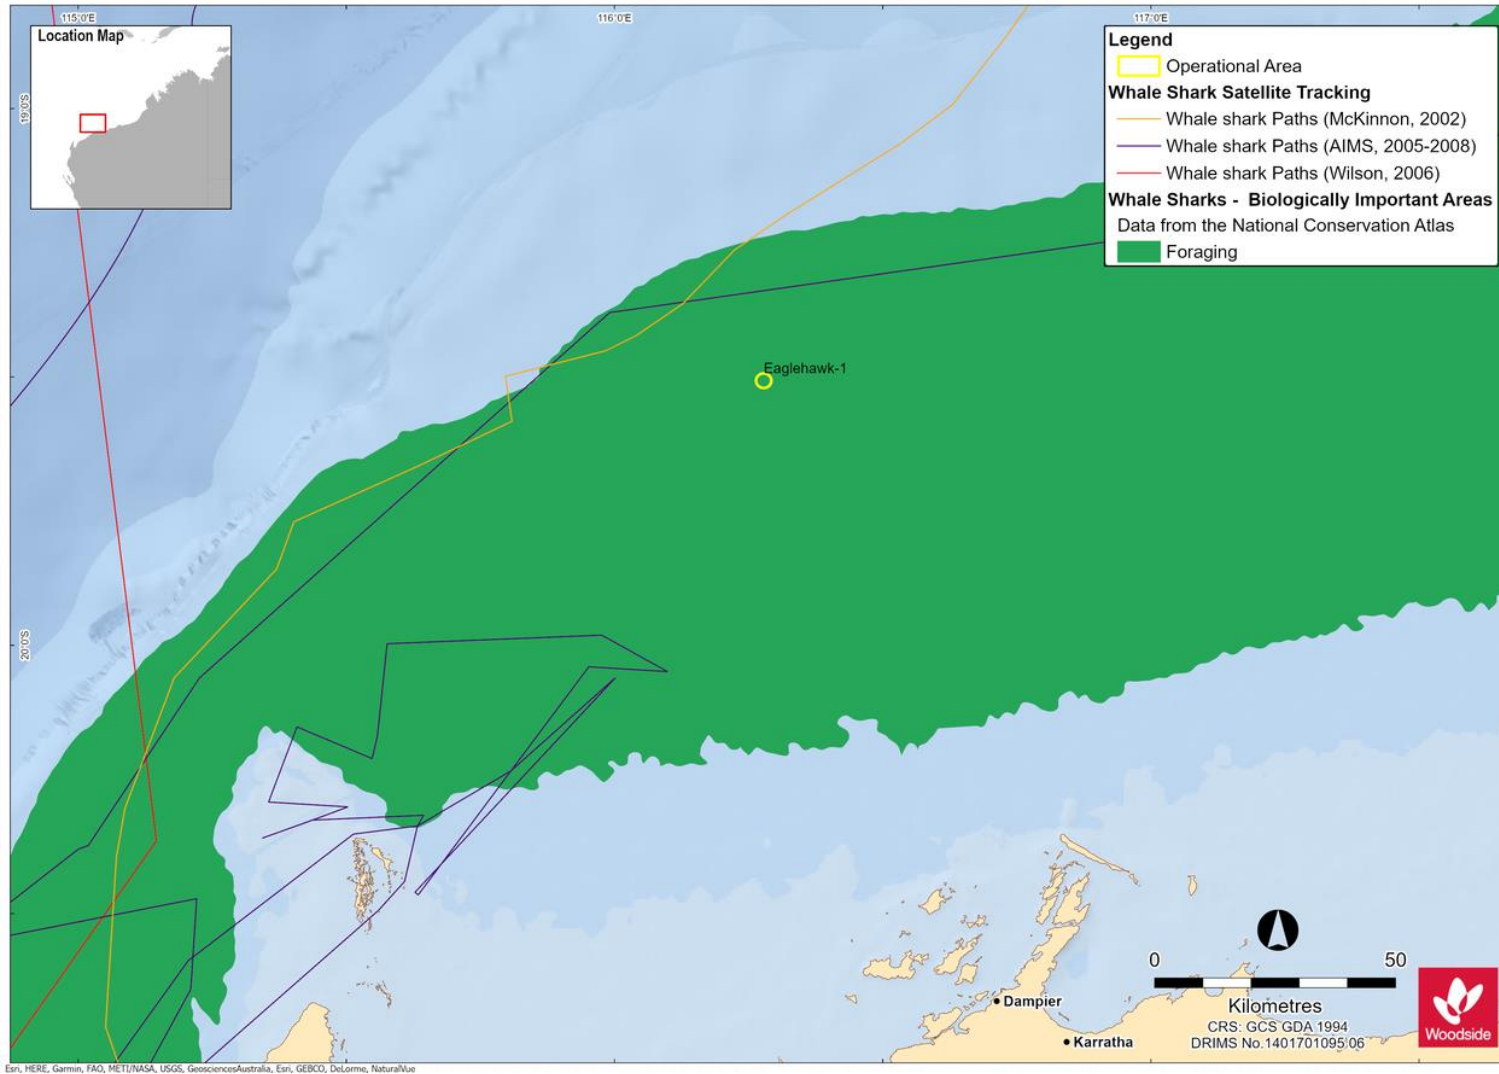 115°0'E
116°0'E
117°0'E
Location Map
Legend
Operational Area
Whale Shark Satellite Tracking
Whale shark Paths (McKinnon, 2002)
Whale shark Paths (AIMS, 2005-2008)
Whale shark Paths (Wilson, 2006)
Whale Sharks - Biologically Important Areas
Data from the National Conservation Atlas
Foraging
19°0'S
Eaglehawk-1
20°0'S
0 50
Kilometres
CRS: GCS GDA 1994
DRIMS No.1401701095.06
Woodside
Dampier
Karratha
Esri, HERE, Garmin, FAO, METI/NASA, USGS, GeosciencesAustralia, Esri, GEBCO, DeLorme, NaturalVue